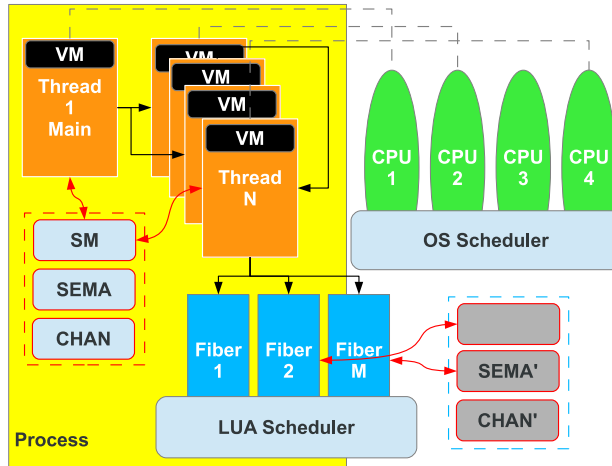 VM
Thread
1
Main
VM
VM
VM
VM
Thread
N
CPU
1
CPU
2
CPU
3
CPU
4
OS Scheduler
SM
SEMA
CHAN
Fiber
1
Fiber
2
Fiber
M
SEMA'
CHAN'
LUA Scheduler
Process